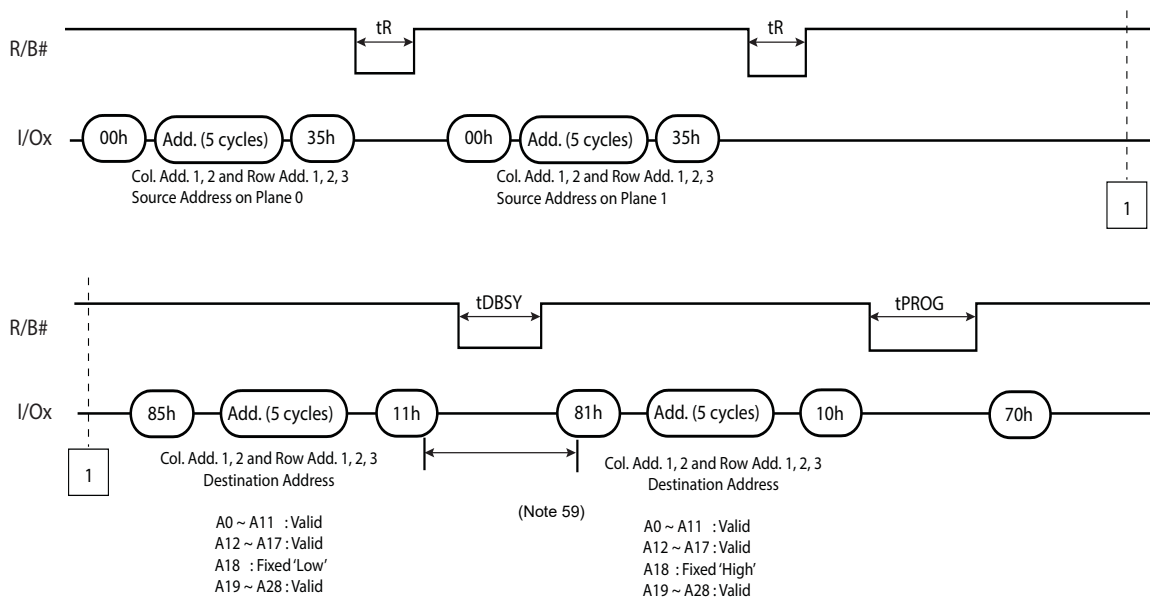 tR
tR
R/B#
I/Ox
00h
Add. (5 cycles)
35h
00h
Add. (5 cycles)
35h
Col. Add. 1, 2 and Row Add. 1, 2, 3
Source Address on Plane 0
Col. Add. 1, 2 and Row Add. 1, 2, 3
Source Address on Plane 1
1
tDBSY
tPROG
R/B#
I/Ox
85h
Add. (5 cycles)
11h
81h
Add. (5 cycles)
10h
70h
1
Col. Add. 1, 2 and Row Add. 1, 2, 3
Destination Address
A0 ~ A11 : Valid
A12 ~ A17 : Valid
A18 : Fixed 'Low'
A19 ~ A28 : Valid
(Note 59)
Col. Add. 1, 2 and Row Add. 1, 2, 3
Destination Address
A0 ~ A11 : Valid
A12 ~ A17 : Valid
A18 : Fixed 'High'
A19 ~ A28 : Valid